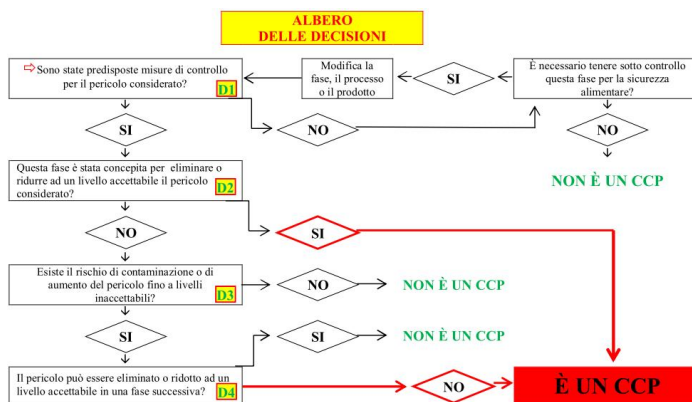 ALBERO
DELLE DECISIONI
⇨Sono state predisposte misure di controllo
per il pericolo considerato?
D1
Modifica la
fase, il processo
o il prodotto
SI
È necessario tenere sotto controllo
questa fase per la sicurezza
alimentare?
SI
NO
NO
NON È UN CCP
Questa fase è stata concepita per eliminare o
ridurre ad un livello accettabile il pericolo
considerato?
D2
NO
SI
Esiste il rischio di contaminazione o di
aumento del pericolo fino a livelli
inaccettabili?
D3
NO
NON È UN CCP
SI
SI
NON È UN CCP
Il pericolo può essere eliminato o ridotto ad un
livello accettabile in una fase successiva?
D4
NO
È UN CCP